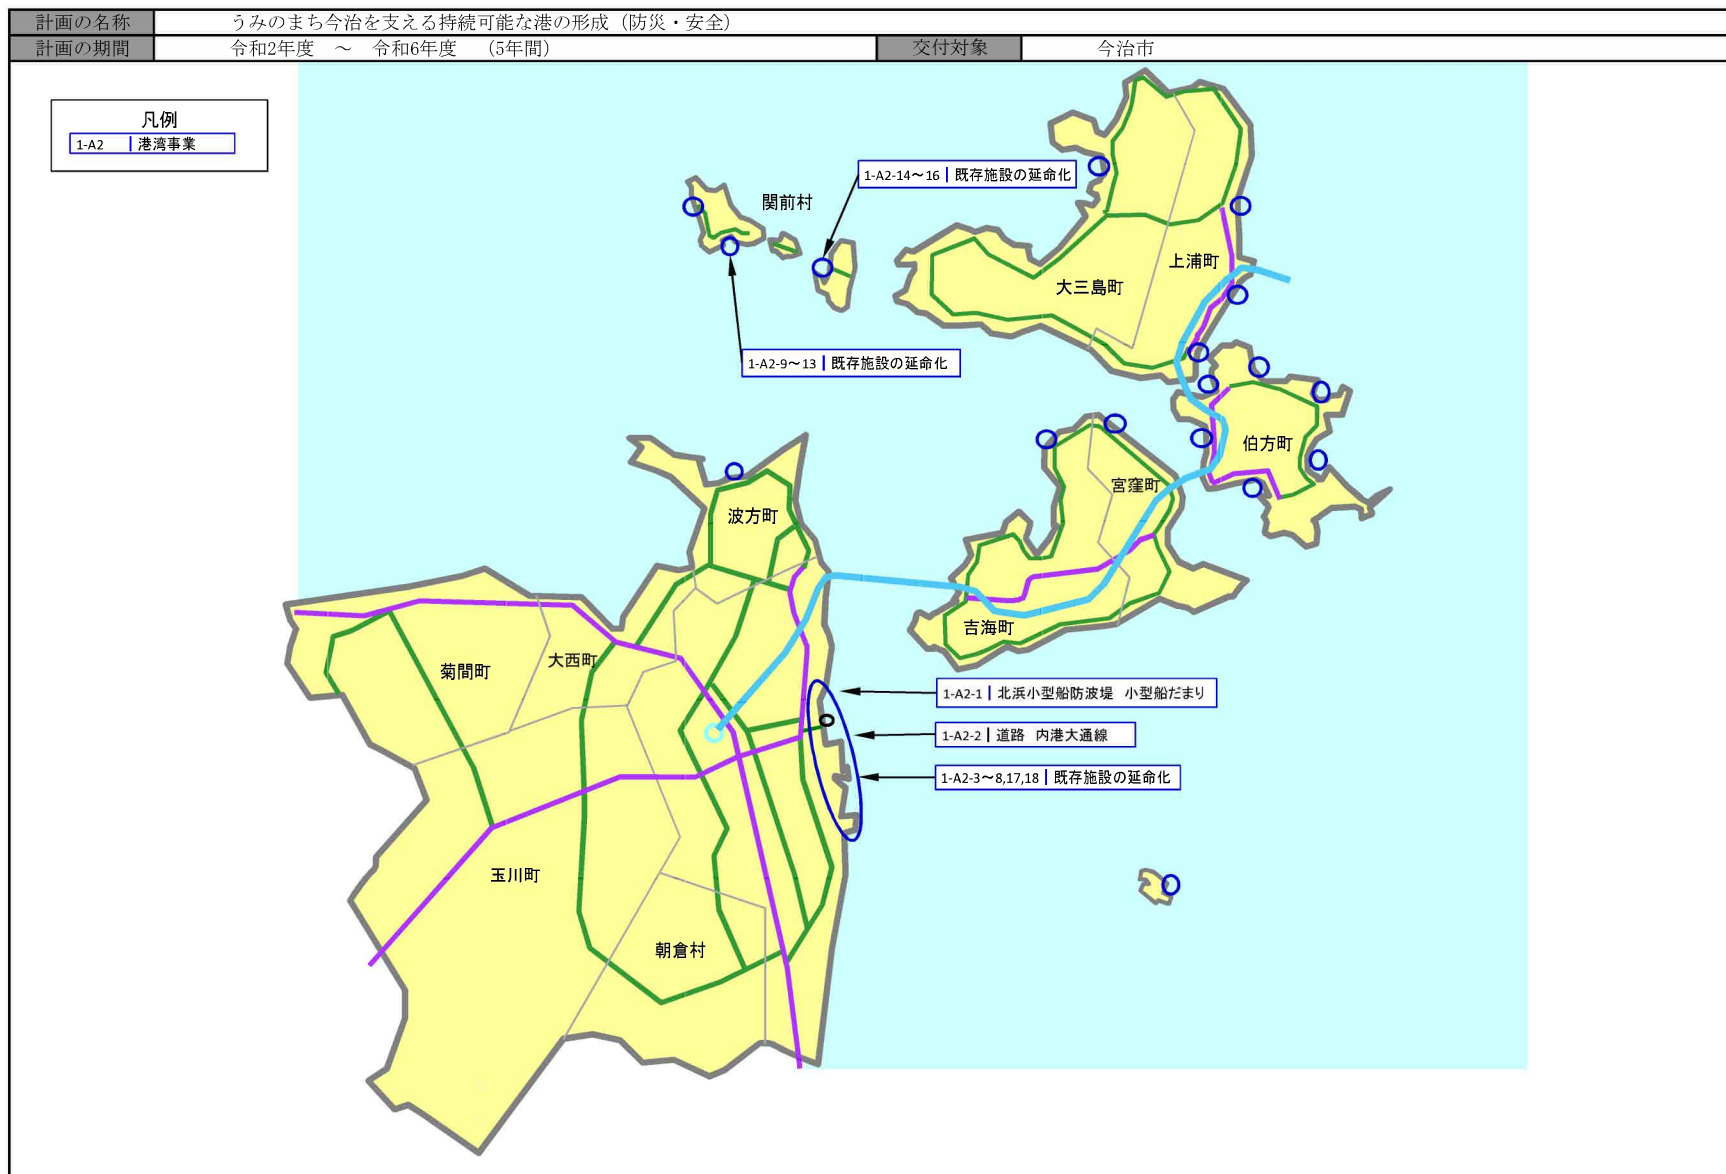 計画の名称 うみのまち今治を支える持続可能な港の形成（防災・安全）
計画の期間 令和2年度 ～ 令和6年度 （5年間） 交付対象 今治市
凡例
1-A2 港湾事業
1-A2-14～16 既存施設の延命化
関前村
上浦町
大三島町
1-A2-9～13 既存施設の延命化
伯方町
宮窪町
波方町
吉海町
大西町
菊間町
1-A2-1 北浜小型船防波堤 小型船だまり
1-A2-2 道路 内港大通線
1-A2-3～8,17,18 既存施設の延命化
玉川町
朝倉村